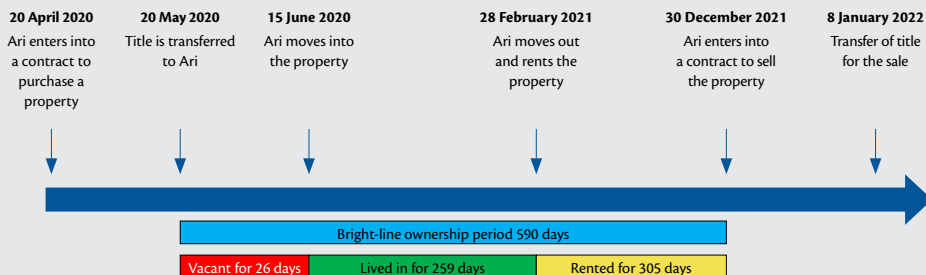 20 April 2020
Ari enters into
a contract to
purchase a
property
20 May 2020
Title is transferred
to Ari
15 June 2020
Ari moves into
the property
28 February 2021
Ari moves out
and rents the
property
30 December 2021
Ari enters into
a contract to sell
the property
8 January 2022
Transfer of title
for the sale
Bright-line ownership period 590 days
Vacant for 26 days
Lived in for 259 days
Rented for 305 days